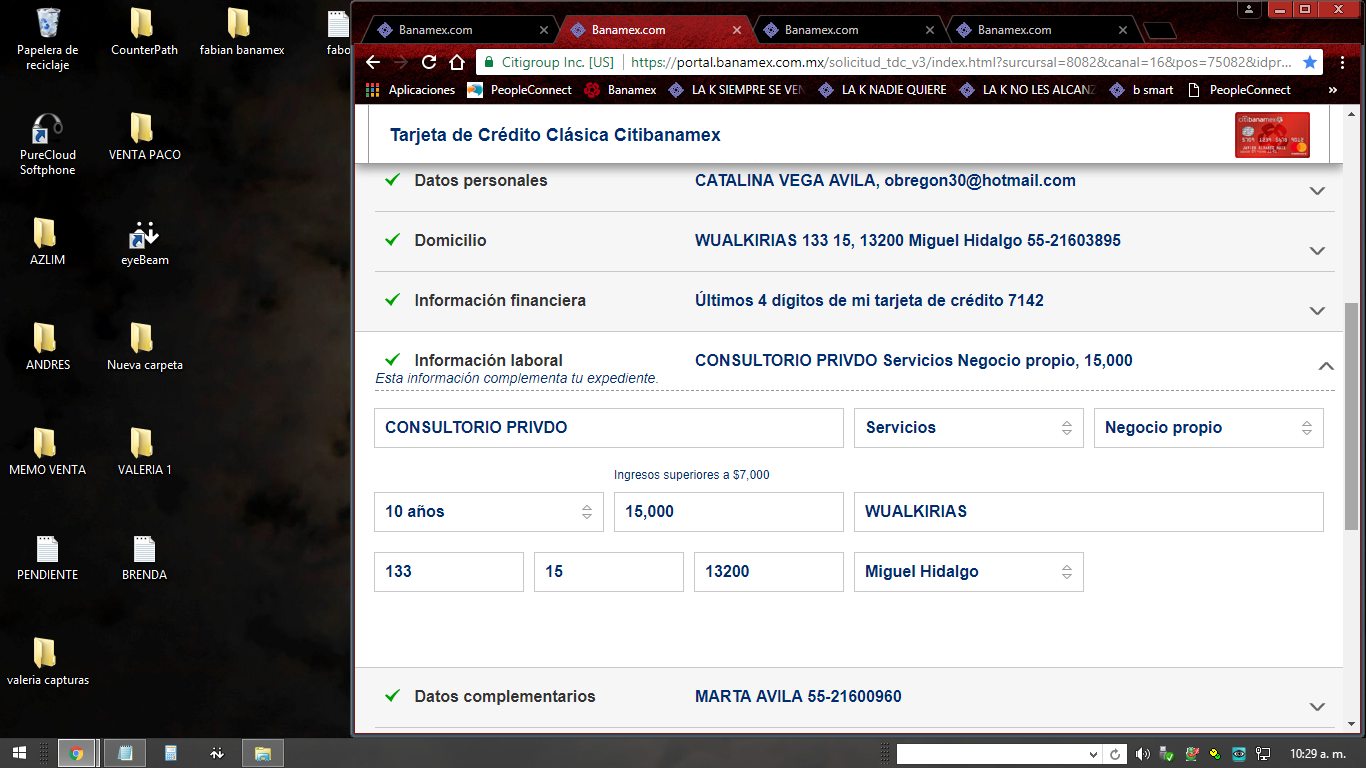 Papelera de
reciclaje
CounterPath
fabian banamex
fabo
PureCloud
Softphone
VENTA PACO
AZLIM
eyeBeam
ANDRES
Nueva carpeta
MEMO VENTA
VALERIA 1
PENDIENTE
BRENDA
valeria capturas
Banamex.com
Banamex.com
Banamex.com
Banamex.com
Citigroup Inc. [US]
https://portal.banamex.com.mx/solicitud_tdc_v3/index.html?surcursal=8082&canal=16&pos=75082&idpr...
Aplicaciones
PeopleConnect
Banamex
LA K SIEMPRE SE VEN
LA K NADIE QUIERE
LA K NO LES ALCANZ
b smart
PeopleConnect
»
Tarjeta de Crédito Clásica Citibanamex
citibanamex
Datos personales CATALINA VEGA AVILA, obregon30@hotmail.com
Domicilio WUALKIRIAS 133 15, 13200 Miguel Hidalgo 55-21603895
Información financiera Últimos 4 dígitos de mi tarjeta de crédito 7142
Información laboral CONSULTORIO PRIVDO Servicios Negocio propio, 15,000
Esta información complementa tu expediente.
CONSULTORIO PRIVDO Servicios Negocio propio
Ingresos superiores a $7,000
10 años 15,000 WUALKIRIAS
133 15 13200 Miguel Hidalgo
Datos complementarios MARTA AVILA 55-21600960
10:29 a. m.